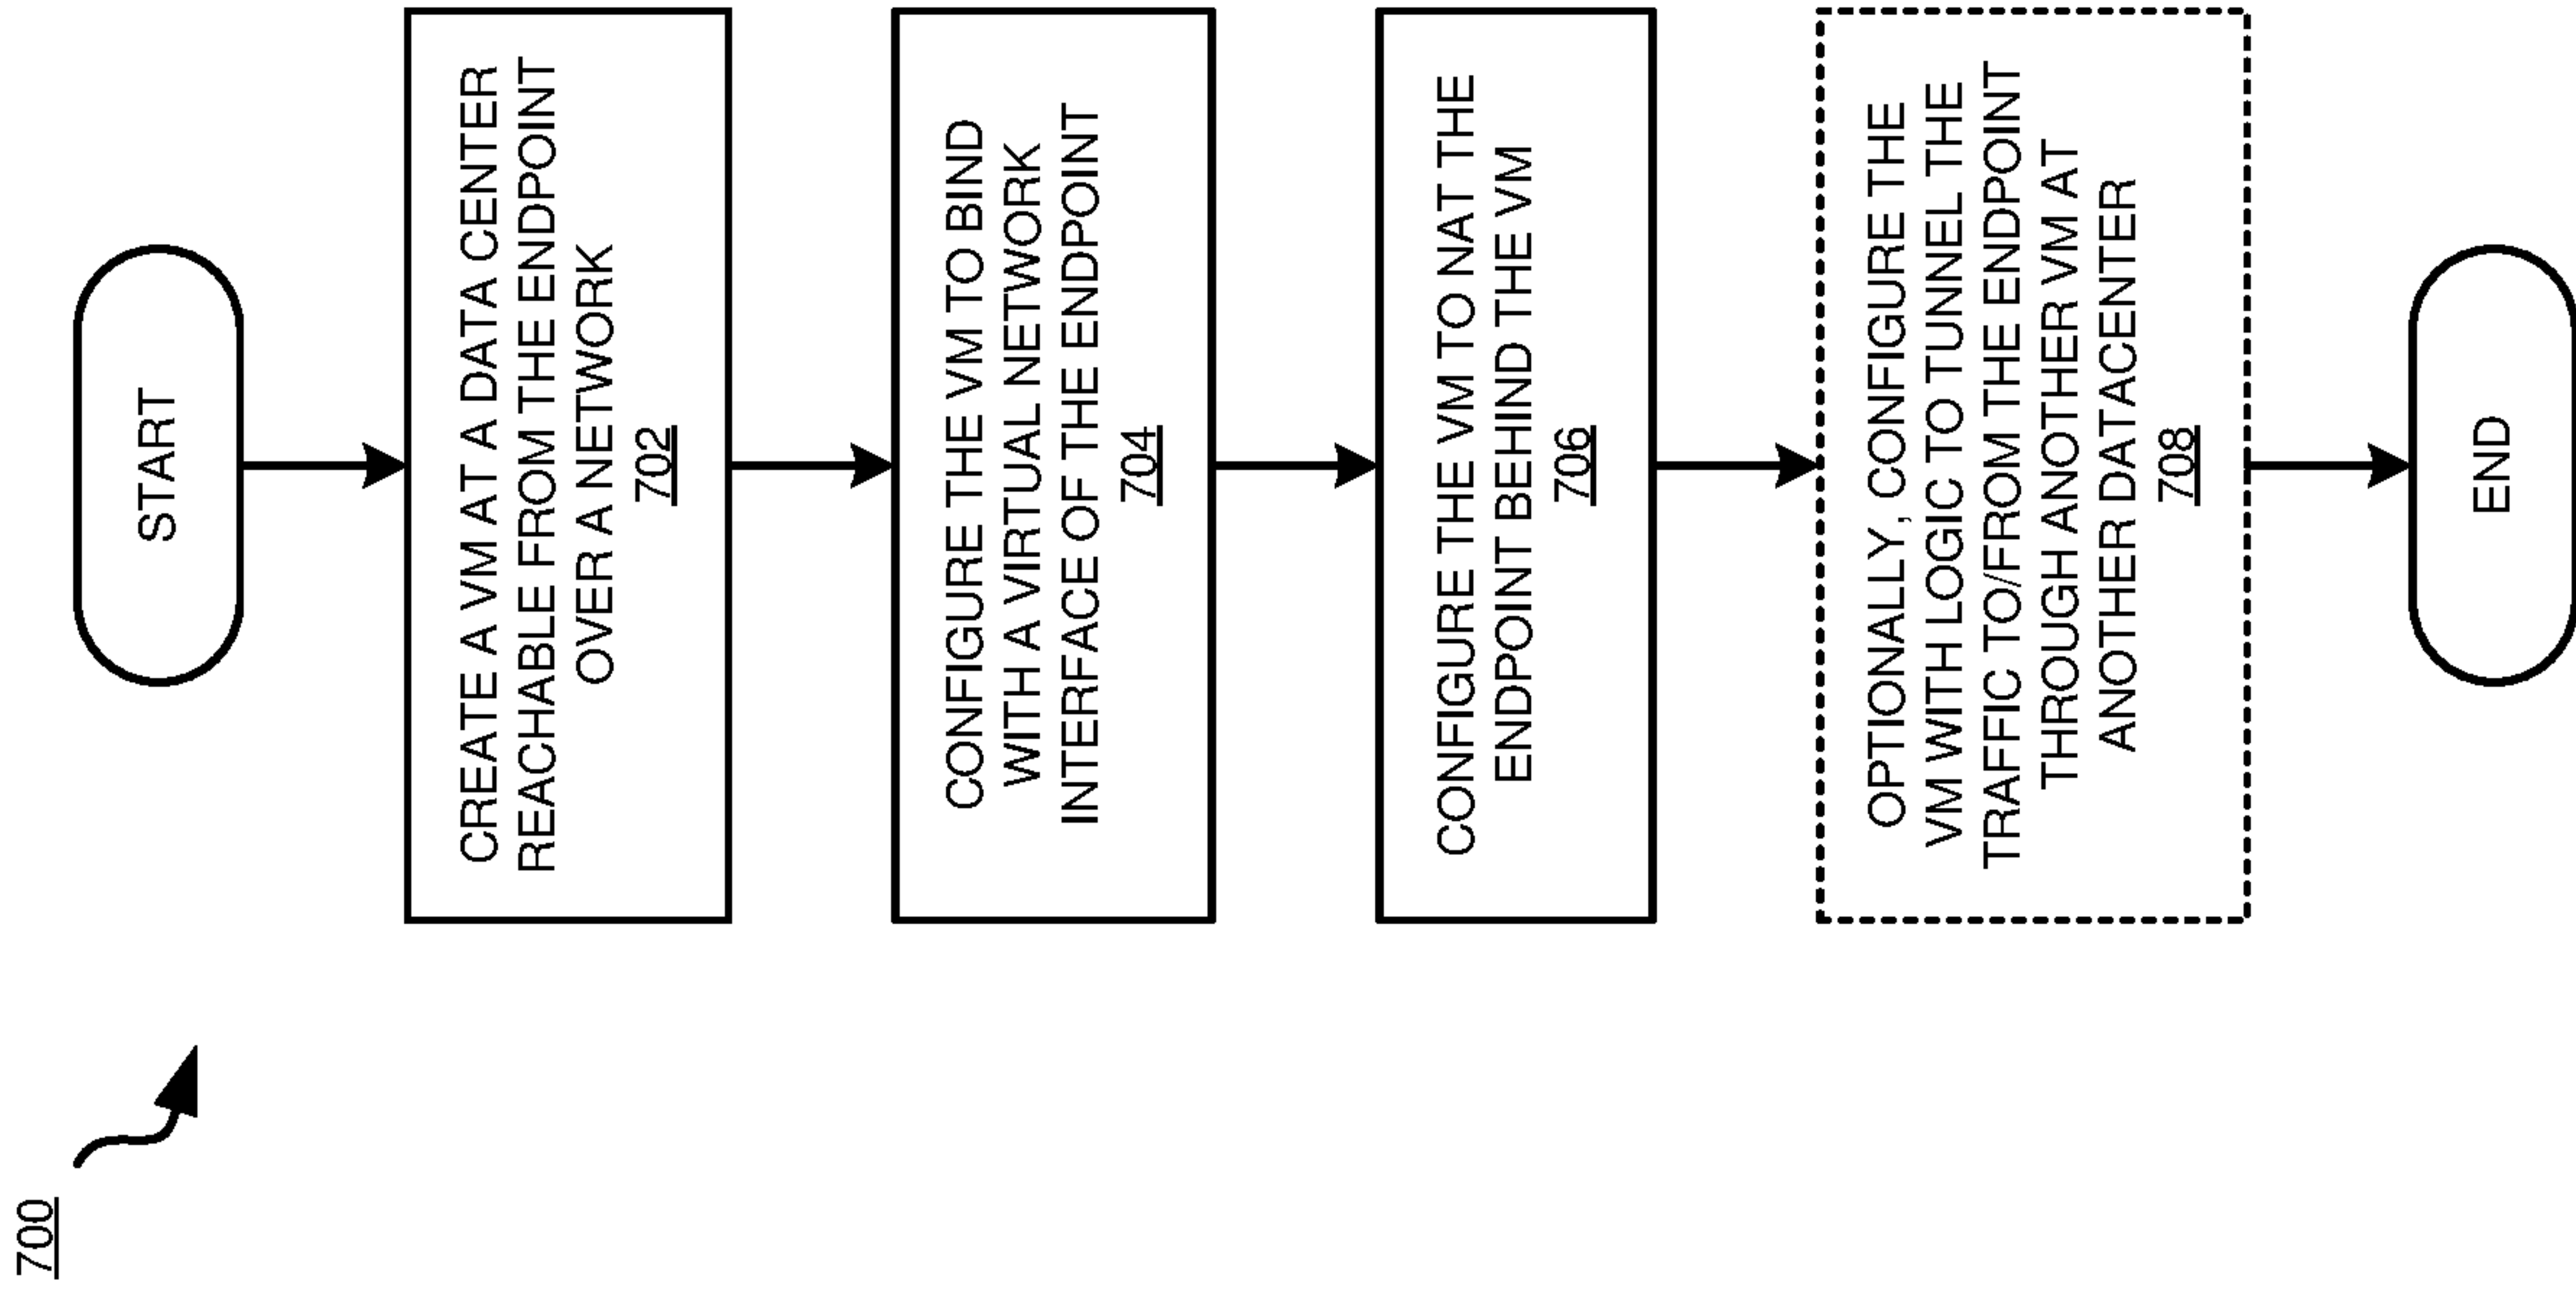 700
START
CREATE A VM AT A DATA CENTER
REACHABLE FROM THE ENDPOINT
OVER A NETWORK
702
CONFIGURE THE VM TO BIND
WITH A VIRTUAL NETWORK
INTERFACE OF THE ENDPOINT
704
CONFIGURE THE VM TO NAT THE
ENDPOINT BEHIND THE VM
706
OPTIONALLY, CONFIGURE THE
VM WITH LOGIC TO TUNNEL THE
TRAFFIC TO/FROM THE ENDPOINT
THROUGH ANOTHER VM AT
ANOTHER DATACENTER
708
END